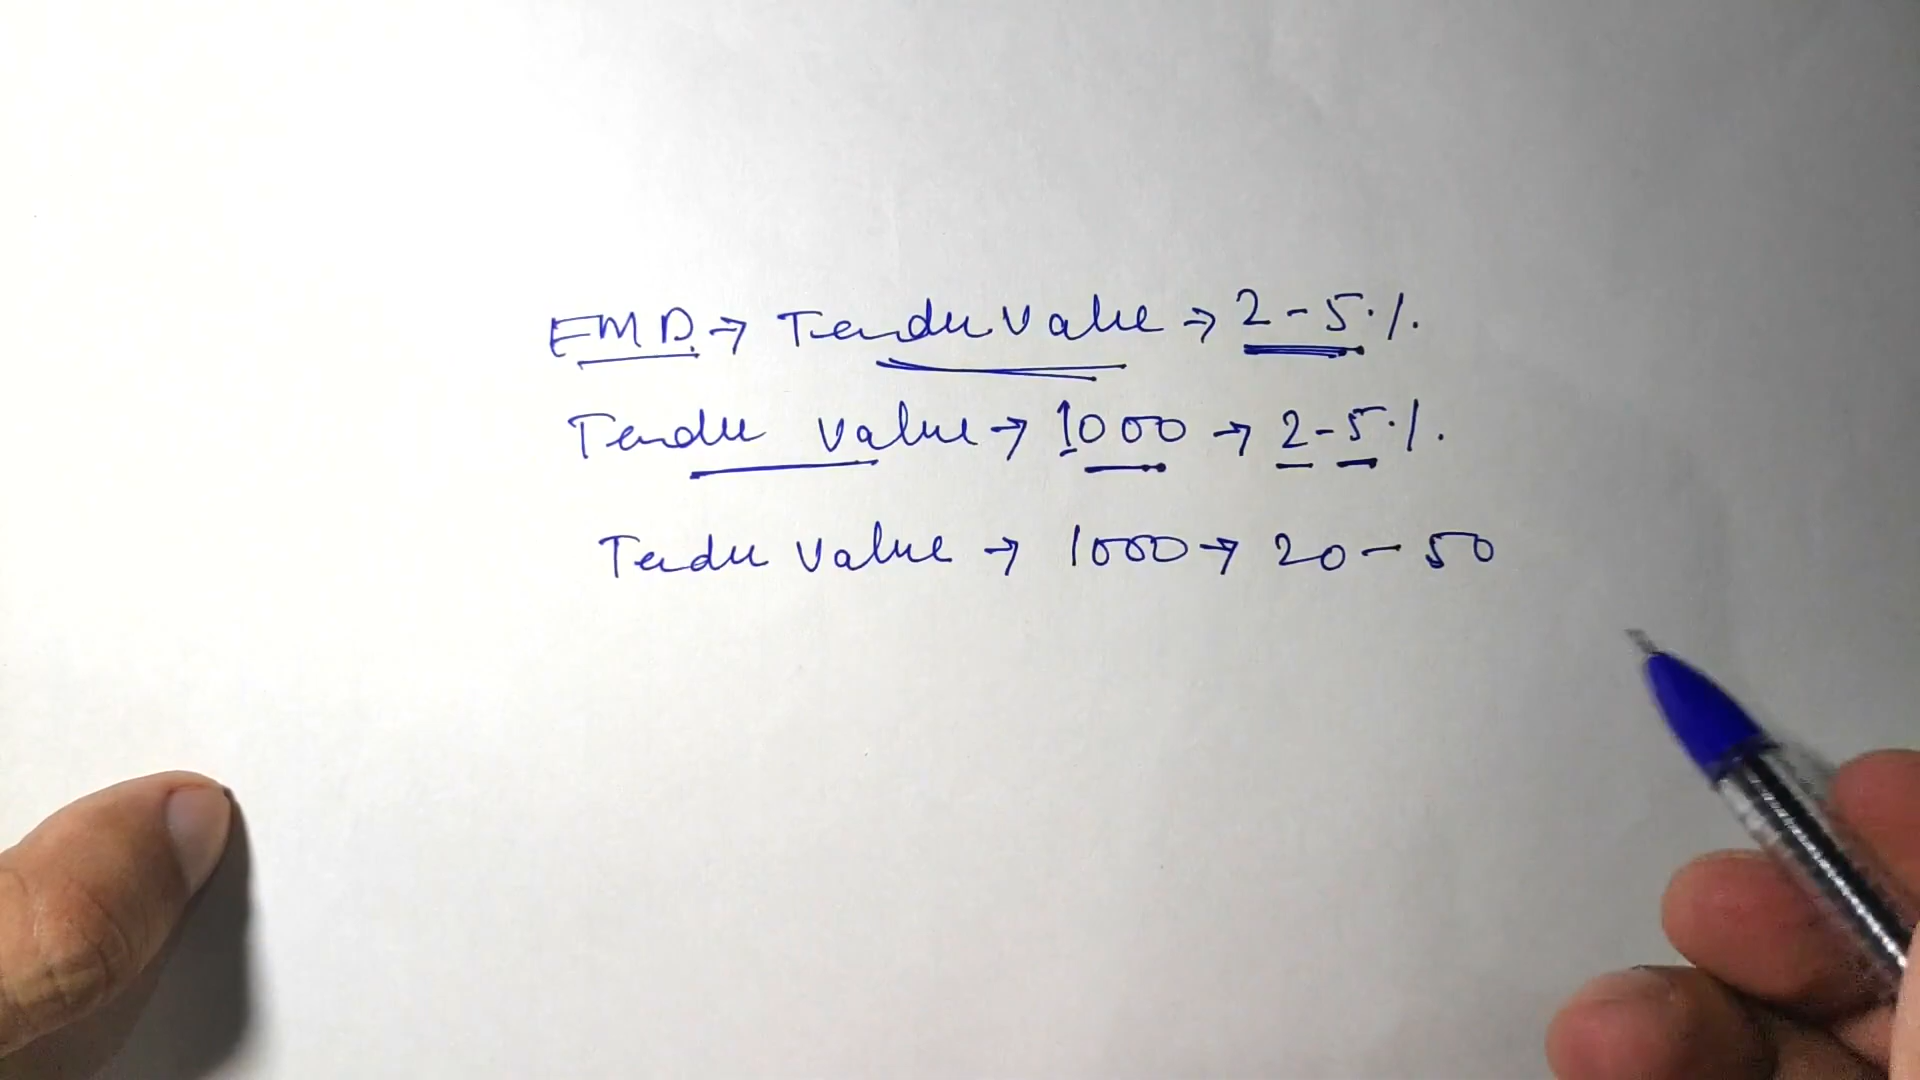 EMD. → Tender Value → 2-5%.
Tender Value → 1000 → 2-5%.
Tender Value → 1000 → 20-50